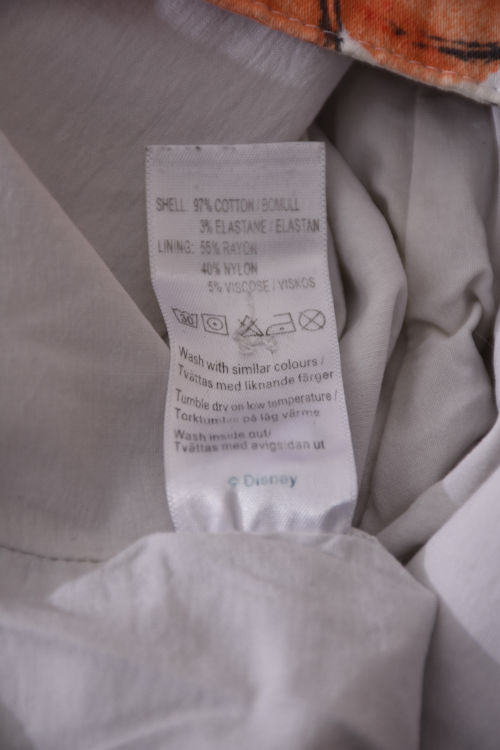 SHELL: 97% COTTON / BOMULL
3% ELASTANE / ELASTAN
LINING: 55% RAYON
40% NYLON
5% VISCOSE / VISKOS
30
Wash with similar colours /
Tvättas med liknande färger
Tumble dry on low temperature /
Torktumlas på låg värme
Wash inside out/
Tvättas med avigsidan ut
© Disney